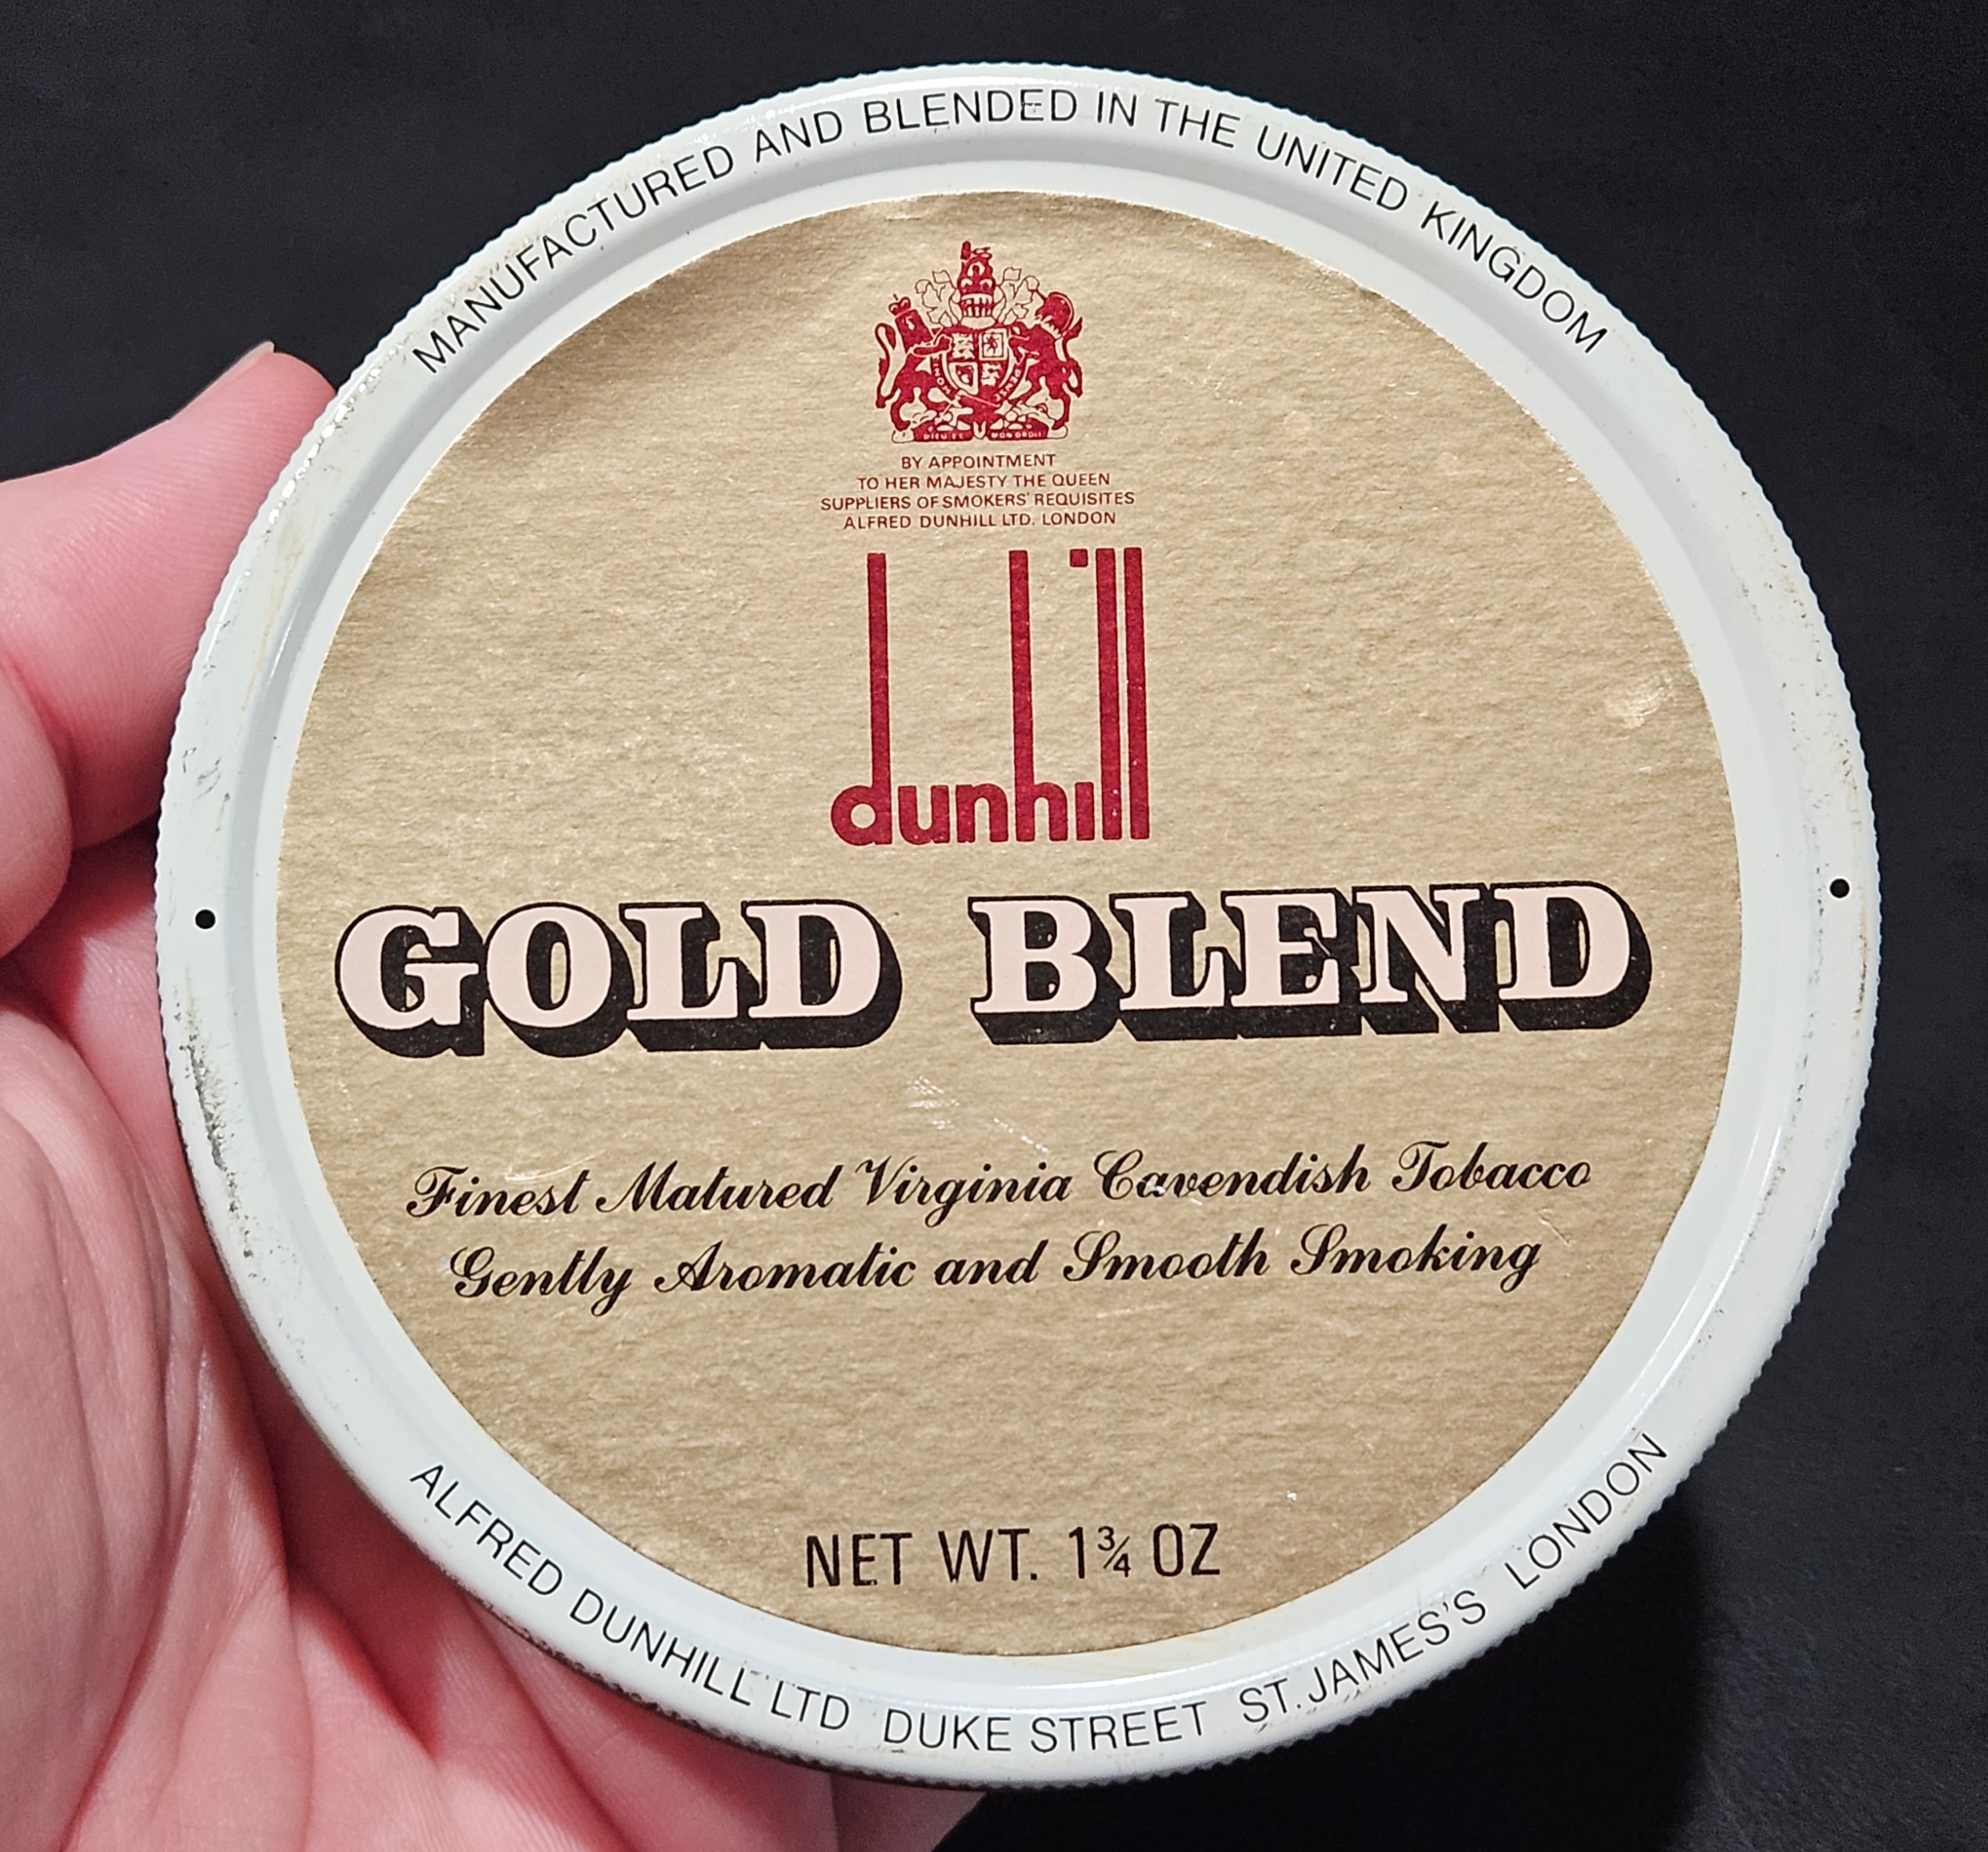 MANUFACTURED AND BLENDED IN THE UNITED KINGDOM
BY APPOINTMENT
TO HER MAJESTY THE QUEEN
SUPPLIERS OF SMOKERS' REQUISITES
ALFRED DUNHILL LTD. LONDON
dunhill
GOLD BLEND
Finest Matured Virginia Cavendish Tobacco
Gently Aromatic and Smooth Smoking
NET WT. 1¾ OZ
ALFRED DUNHILL LTD DUKE STREET ST. JAMES'S LONDON